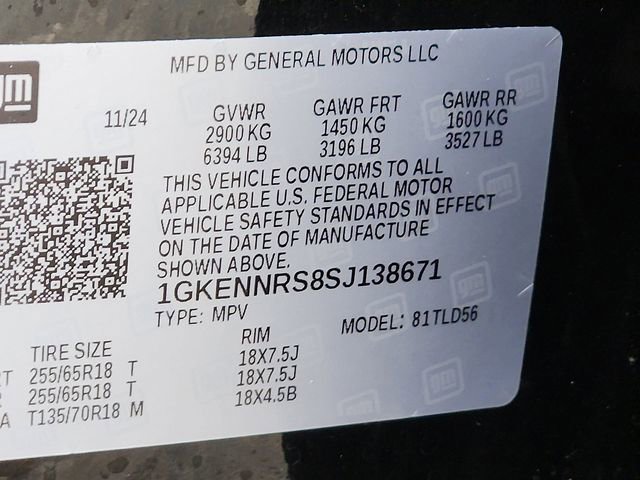 gm
MFD BY GENERAL MOTORS LLC
11/24 GVWR GAWR FRT GAWR RR
2900 KG 1450 KG 1600 KG
6394 LB 3196 LB 3527 LB
THIS VEHICLE CONFORMS TO ALL
APPLICABLE U.S. FEDERAL MOTOR
VEHICLE SAFETY STANDARDS IN EFFECT
ON THE DATE OF MANUFACTURE
SHOWN ABOVE.
1GKENNRS8SJ138671
TYPE: MPV MODEL: 81TLD56
TIRE SIZE RIM
RT 255/65R18 T 18X7.5J
R 255/65R18 T 18X7.5J
A T135/70R18 M 18X4.5B